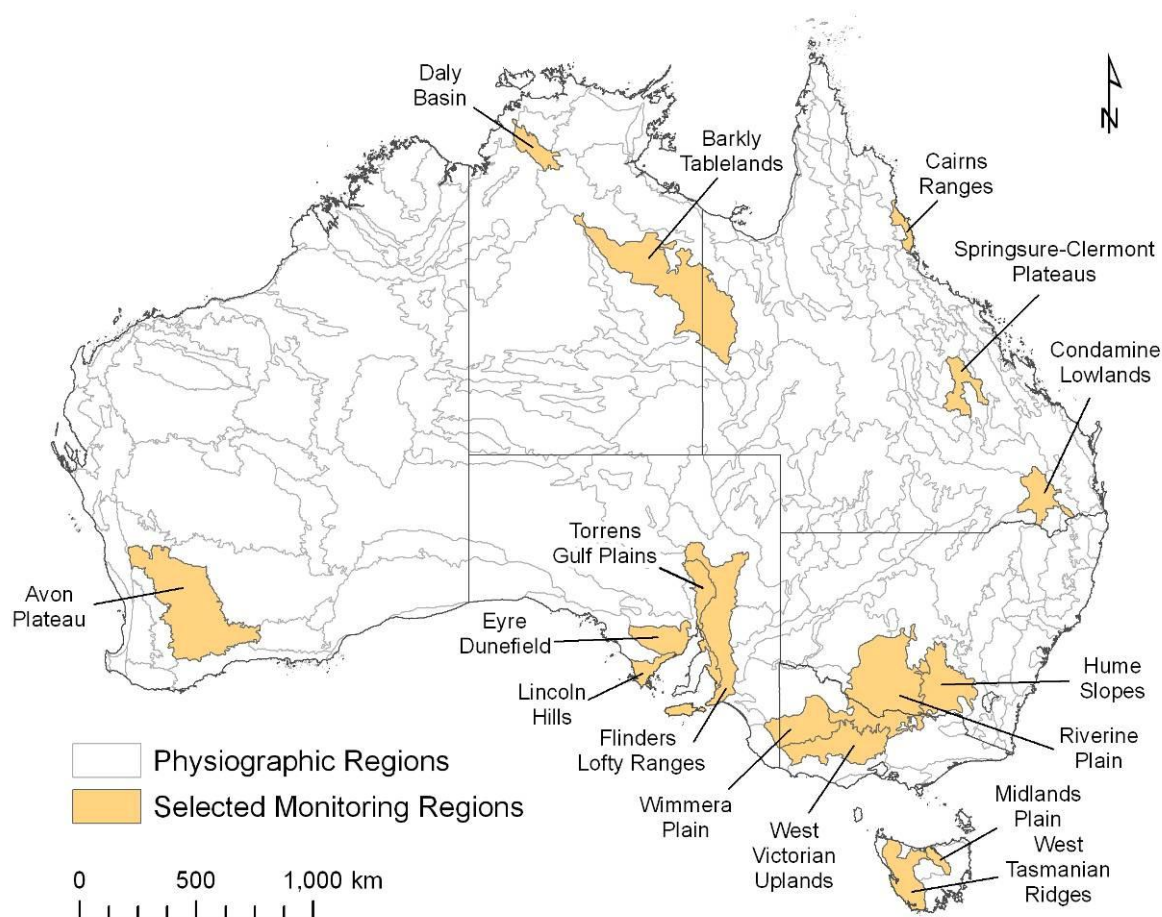 Daly
Basin
Barkly
Tablelands
N
Cairns
Ranges
Springsure-Clermont
Plateaus
Condamine
Lowlands
Torrens
Gulf Plains
Avon
Plateau
Eyre
Dunefield
Lincoln
Hills
Flinders
Lofty Ranges
Hume
Slopes
Riverine
Plain
Wimmera
Plain
West
Victorian
Uplands
Midlands
Plain
West
Tasmanian
Ridges
Physiographic Regions
Selected Monitoring Regions
0 500 1,000 km